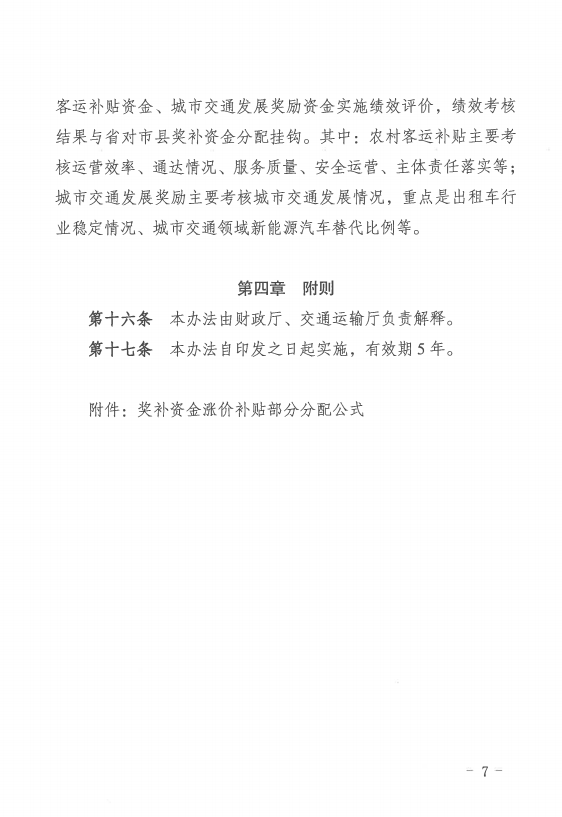 客运补贴资金、城市交通发展奖励资金实施绩效评价，绩效考核
结果与省对市县奖补资金分配挂钩。其中：农村客运补贴主要考
核运营效率、通达情况、服务质量、安全运营、主体责任落实等；
城市交通发展奖励主要考核城市交通发展情况，重点是出租车行
业稳定情况、城市交通领域新能源汽车替代比例等。
第四章 附则
第十六条 本办法由财政厅、交通运输厅负责解释。
第十七条 本办法自印发之日起实施，有效期 5 年。
附件：奖补资金涨价补贴部分分配公式
- 7 -